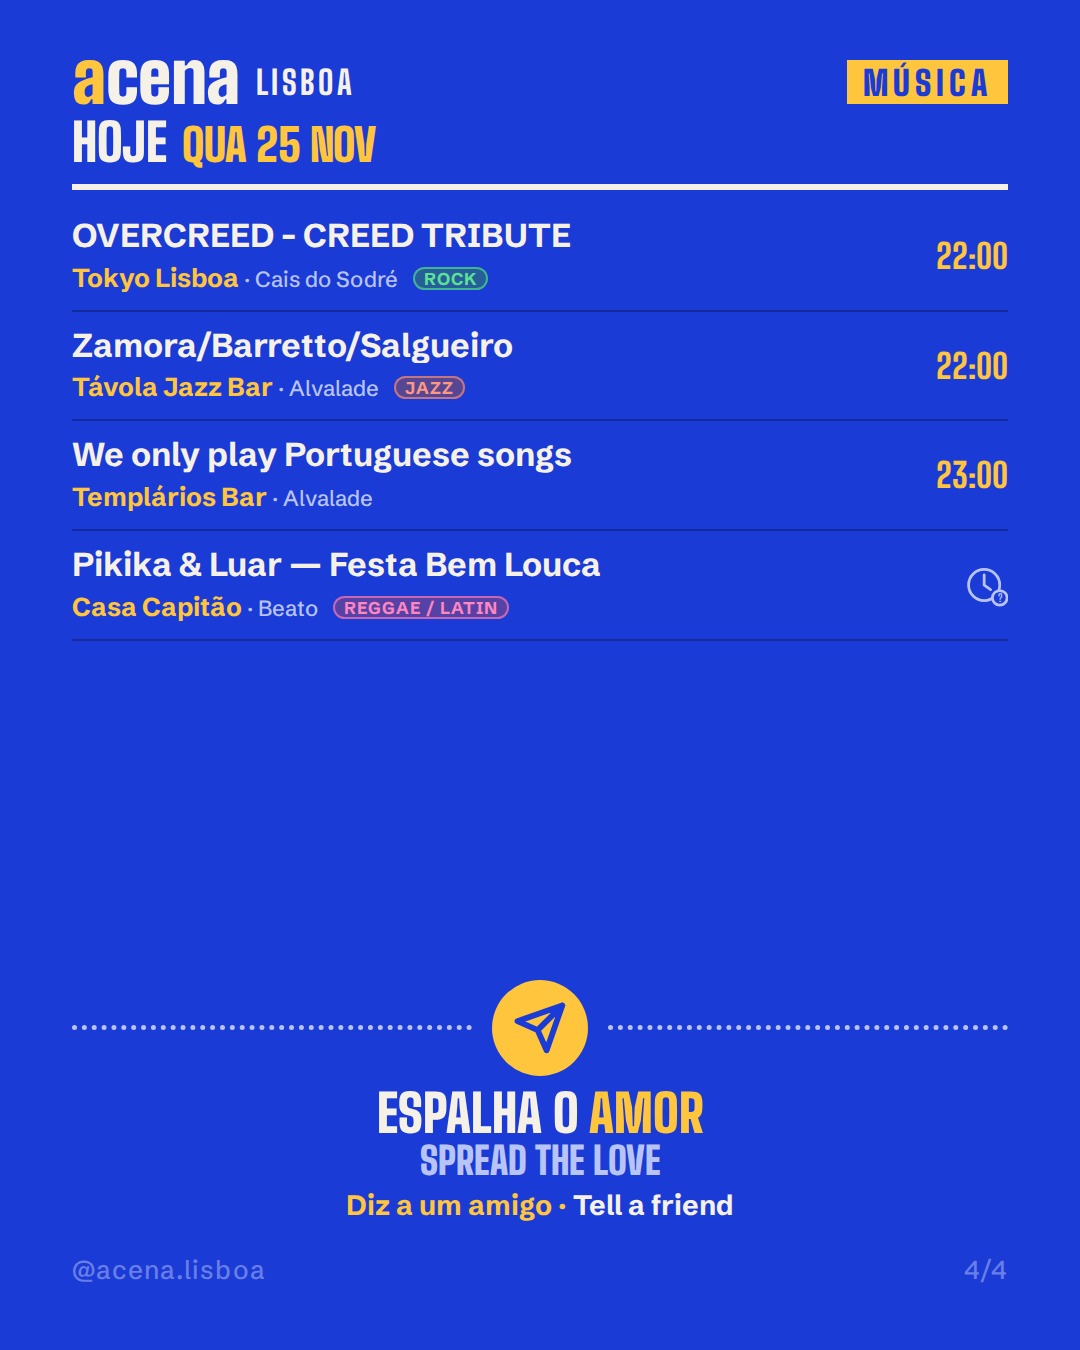 acena LISBOA
MÚSICA
HOJE QUA 25 NOV
OVERCREED - CREED TRIBUTE
Tokyo Lisboa · Cais do Sodré ROCK
22:00
Zamora/Barretto/Salgueiro
Távola Jazz Bar · Alvalade JAZZ
22:00
We only play Portuguese songs
Templários Bar · Alvalade
23:00
Pikika & Luar — Festa Bem Louca
Casa Capitão · Beato REGGAE / LATIN
?
ESPALHA O AMOR
SPREAD THE LOVE
Diz a um amigo · Tell a friend
@acena.lisboa
4/4